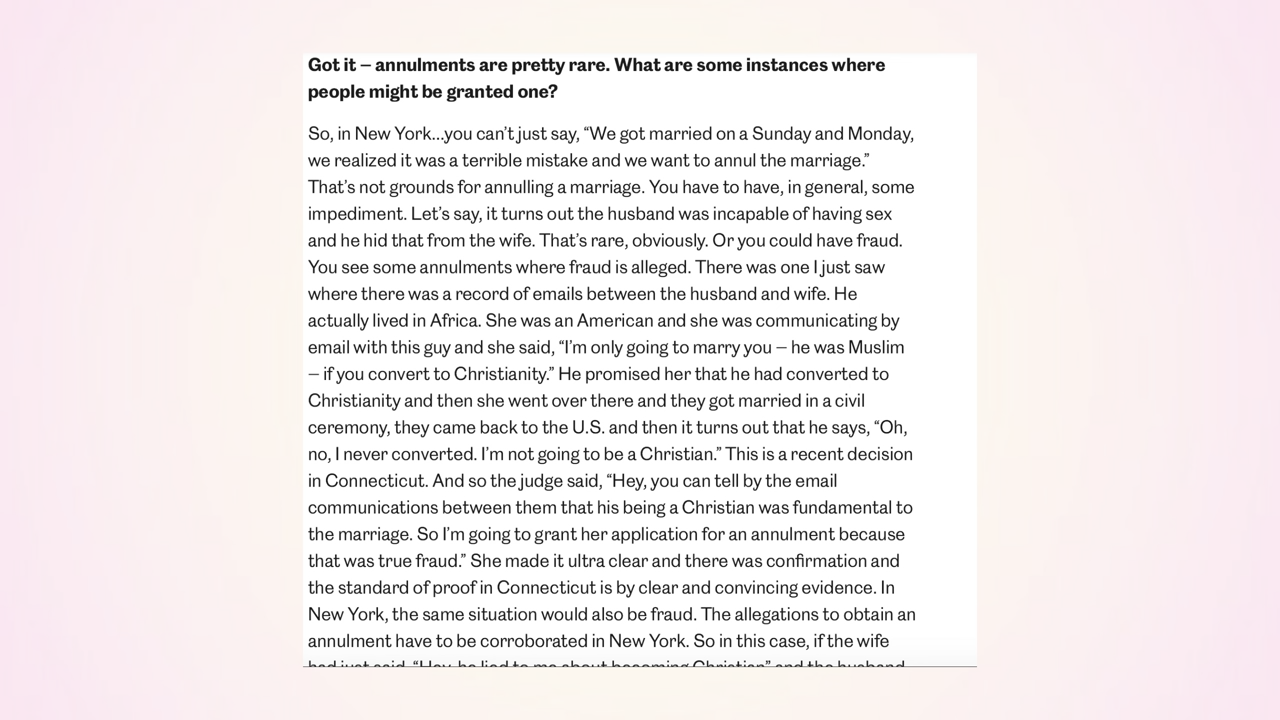 Got it – annulments are pretty rare. What are some instances where
people might be granted one?
So, in New York...you can’t just say, “We got married on a Sunday and Monday,
we realized it was a terrible mistake and we want to annul the marriage.”
That’s not grounds for annulling a marriage. You have to have, in general, some
impediment. Let’s say, it turns out the husband was incapable of having sex
and he hid that from the wife. That’s rare, obviously. Or you could have fraud.
You see some annulments where fraud is alleged. There was one I just saw
where there was a record of emails between the husband and wife. He
actually lived in Africa. She was an American and she was communicating by
email with this guy and she said, “I’m only going to marry you – he was Muslim
– if you convert to Christianity.” He promised her that he had converted to
Christianity and then she went over there and they got married in a civil
ceremony, they came back to the U.S. and then it turns out that he says, “Oh,
no, I never converted. I’m not going to be a Christian.” This is a recent decision
in Connecticut. And so the judge said, “Hey, you can tell by the email
communications between them that his being a Christian was fundamental to
the marriage. So I’m going to grant her application for an annulment because
that was true fraud.” She made it ultra clear and there was confirmation and
the standard of proof in Connecticut is by clear and convincing evidence. In
New York, the same situation would also be fraud. The allegations to obtain an
annulment have to be corroborated in New York. So in this case, if the wife
had just said, “Hey, he lied to me about becoming Christian” and the husband